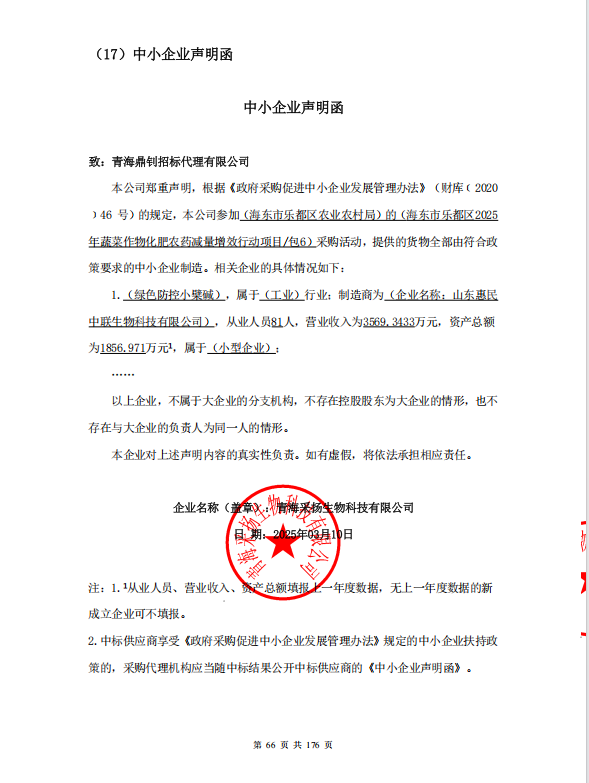 （17）中小企业声明函
中小企业声明函
致：青海鼎钊招标代理有限公司
本公司郑重声明，根据《政府采购促进中小企业发展管理办法》（财库﹝2020
﹞46 号）的规定，本公司参加（海东市乐都区农业农村局）的（海东市乐都区2025
年蔬菜作物化肥农药减量增效行动项目/包6）采购活动，提供的货物全部由符合政
策要求的中小企业制造。相关企业的具体情况如下：
1.（绿色防控小檗碱），属于（工业）行业；制造商为（企业名称：山东惠民
中联生物科技有限公司），从业人员81人，营业收入为3569.3433万元，资产总额
为1856.971万元¹，属于（小型企业）；
……
以上企业，不属于大企业的分支机构，不存在控股股东为大企业的情形，也不
存在与大企业的负责人为同一人的情形。
本企业对上述声明内容的真实性负责。如有虚假，将依法承担相应责任。
企业名称（盖章）：青海采扬生物科技有限公司
日 期：2025年03月10日
青海采扬生物科技有限公司
注：1.¹从业人员、营业收入、资产总额填报上一年度数据，无上一年度数据的新
成立企业可不填报。
2.中标供应商享受《政府采购促进中小企业发展管理办法》规定的中小企业扶持政
策的，采购代理机构应当随中标结果公开中标供应商的《中小企业声明函》。
第 66 页 共 176 页